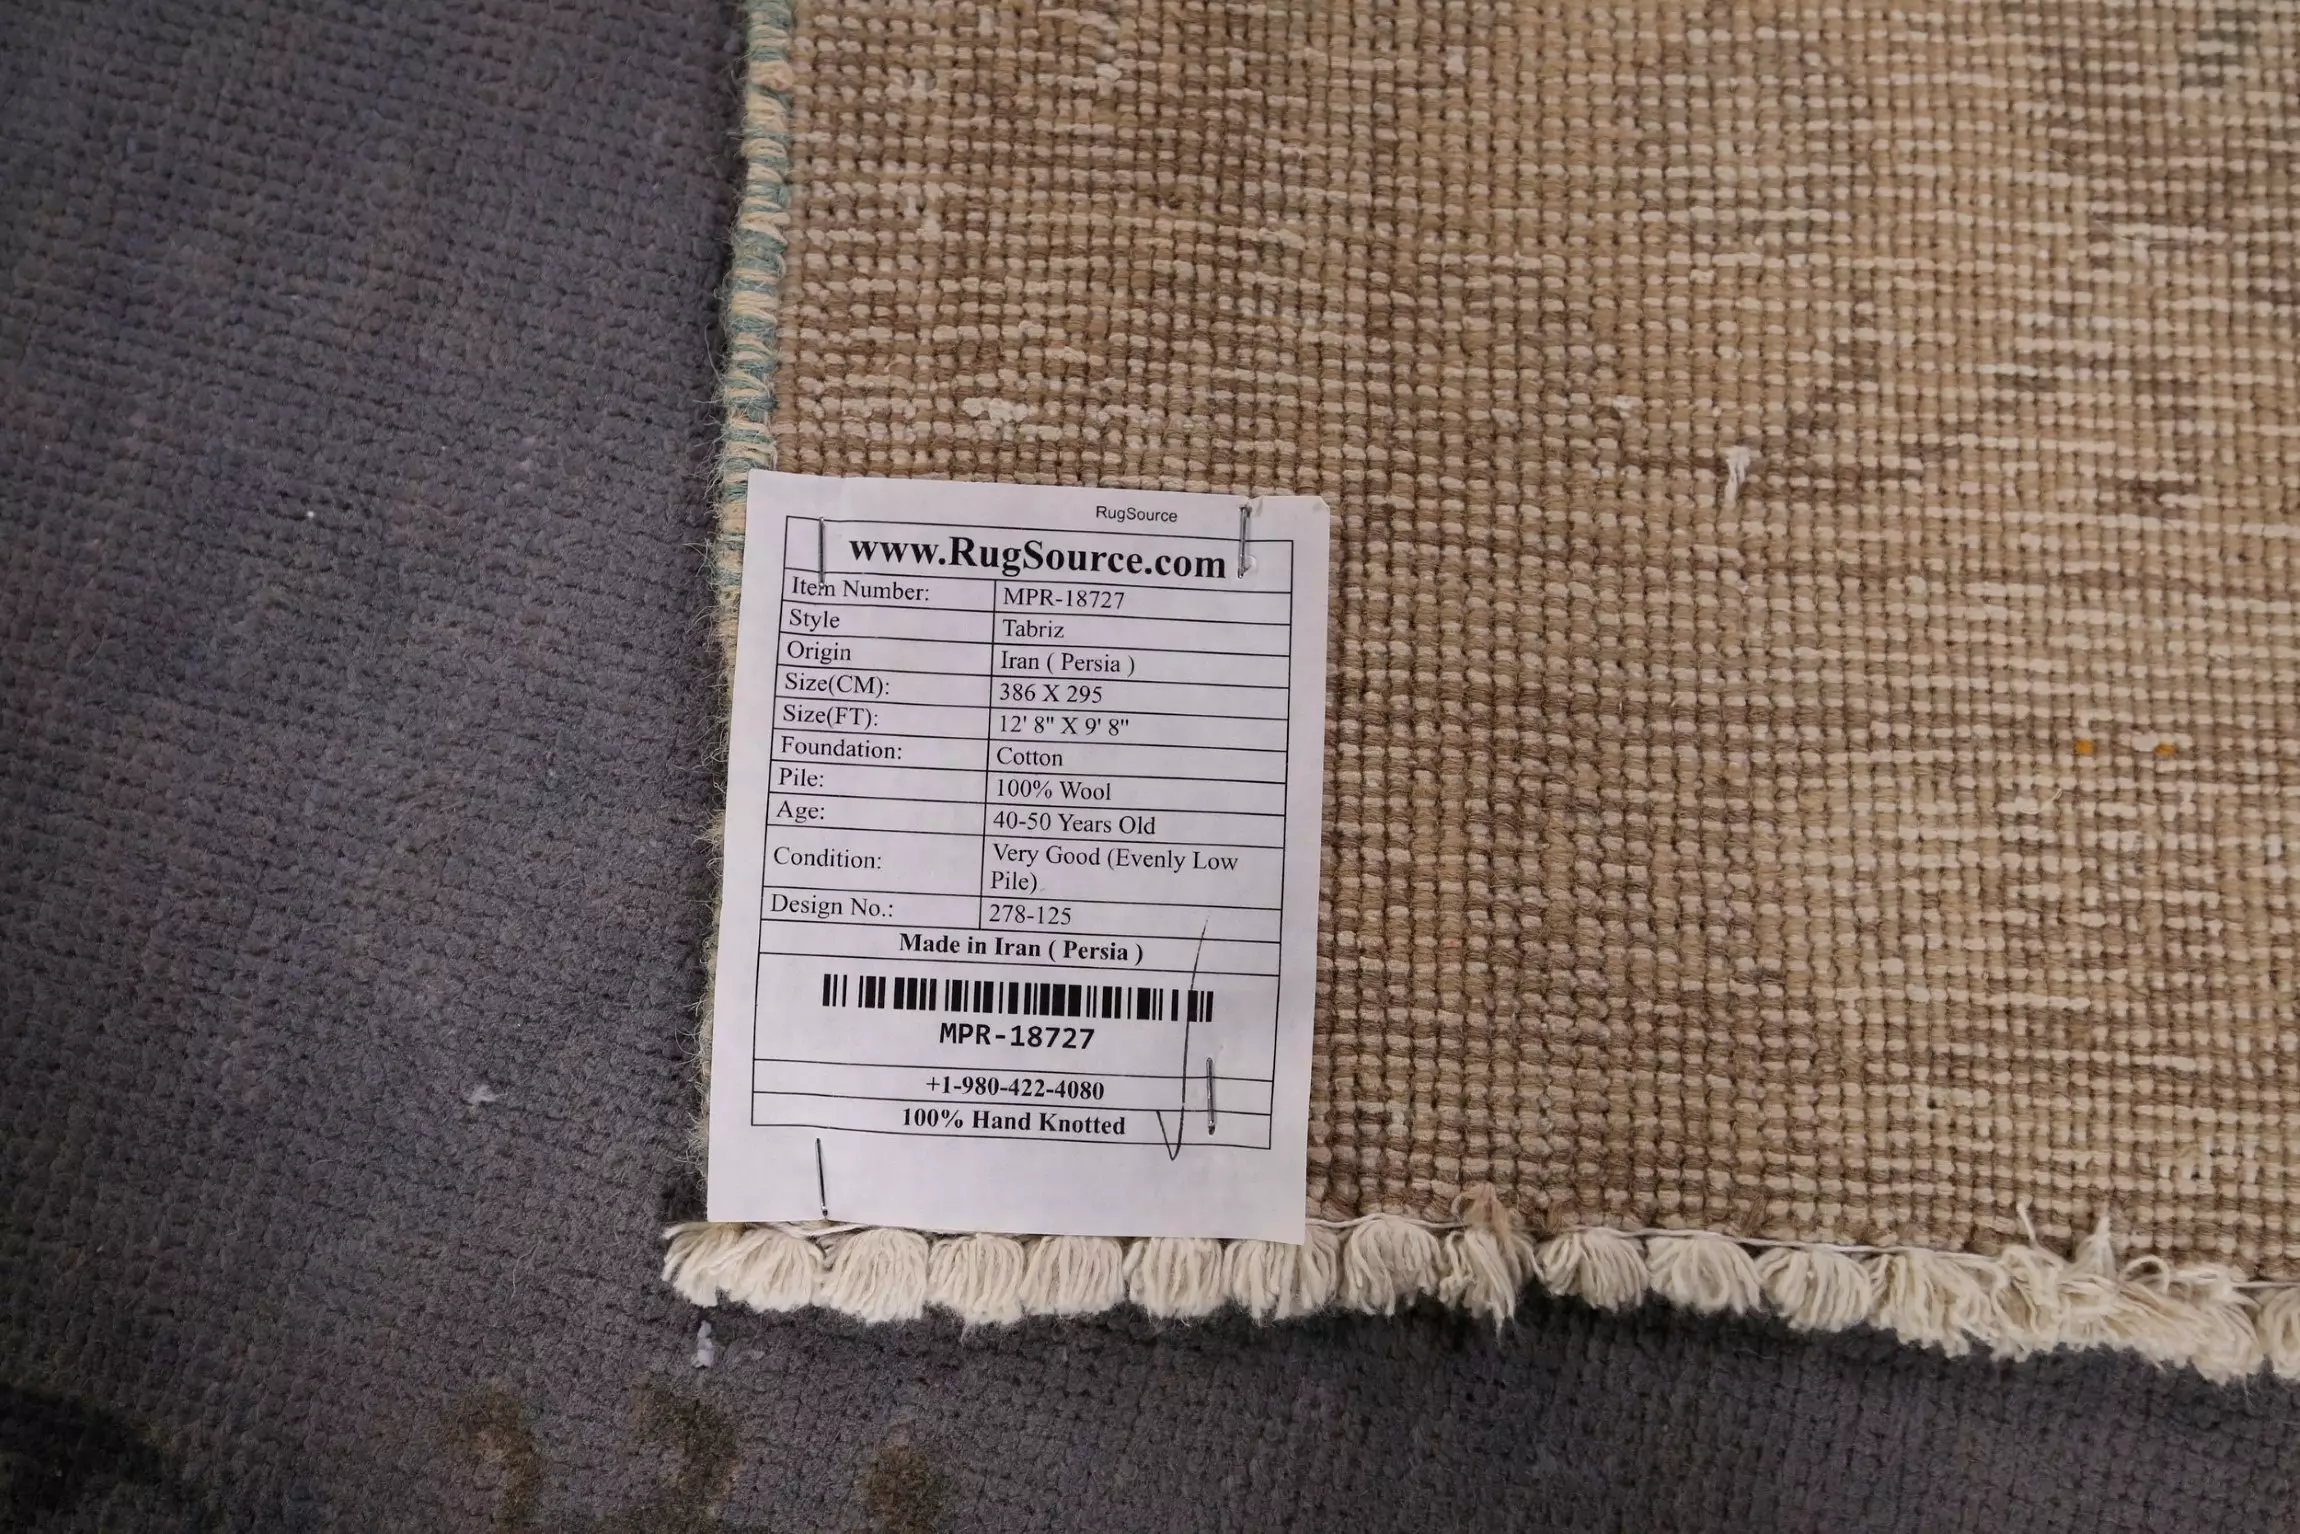 RugSource
www.RugSource.com
Item Number: MPR-18727
Style Tabriz
Origin Iran ( Persia )
Size(CM): 386 X 295
Size(FT): 12' 8" X 9' 8"
Foundation: Cotton
Pile: 100% Wool
Age: 40-50 Years Old
Condition: Very Good (Evenly Low
Pile)
Design No.: 278-125
Made in Iran ( Persia )
MPR-18727
+1-980-422-4080
100% Hand Knotted